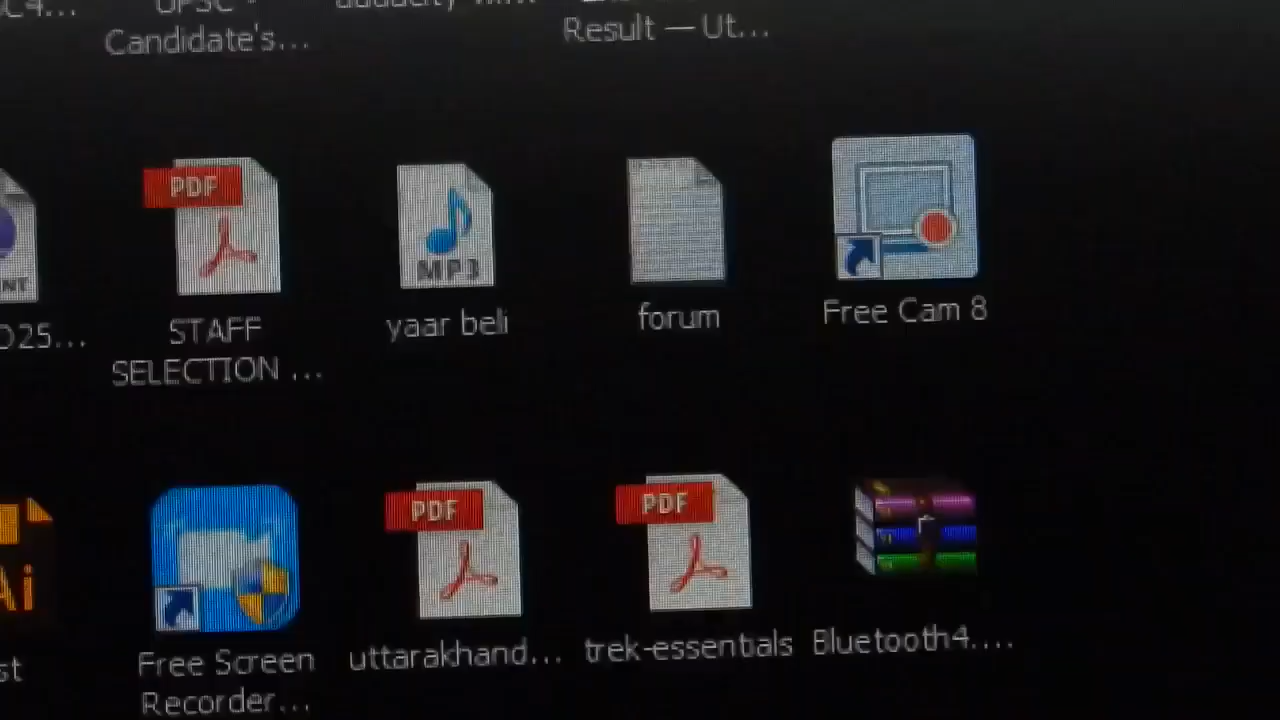 Candidate's...
Result — Ut...
PDF
MP3
STAFF
SELECTION ...
yaar beli
forum
Free Cam 8
PDF
PDF
Ai
Free Screen
Recorder...
uttarakhand...
trek-essentials
Bluetooth4....